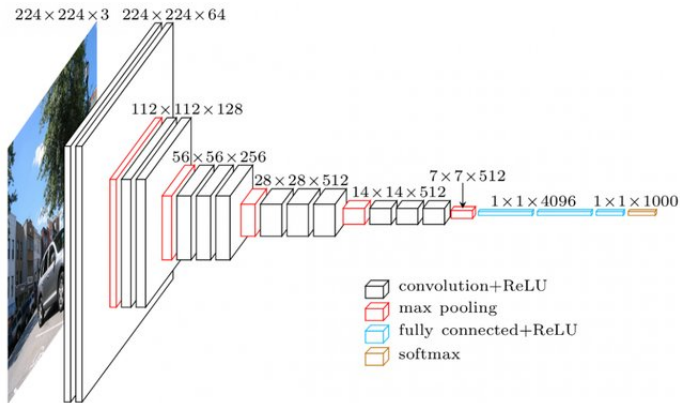 224×224×3
224×224×64
112×112×128
56×56×256
28×28×512
14×14×512
7×7×512
1×1×4096
1×1×1000
convolution+ReLU
max pooling
fully connected+ReLU
softmax